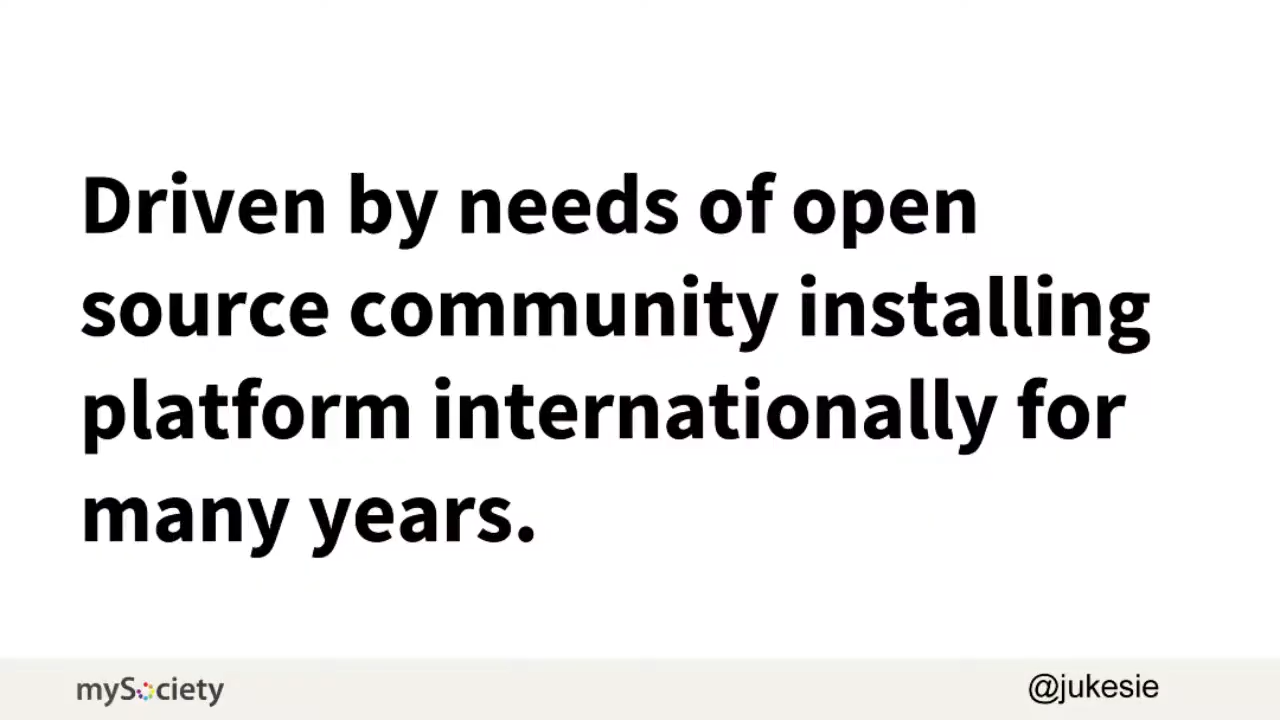 Driven by needs of open
source community installing
platform internationally for
many years.
mySociety
@jukesie